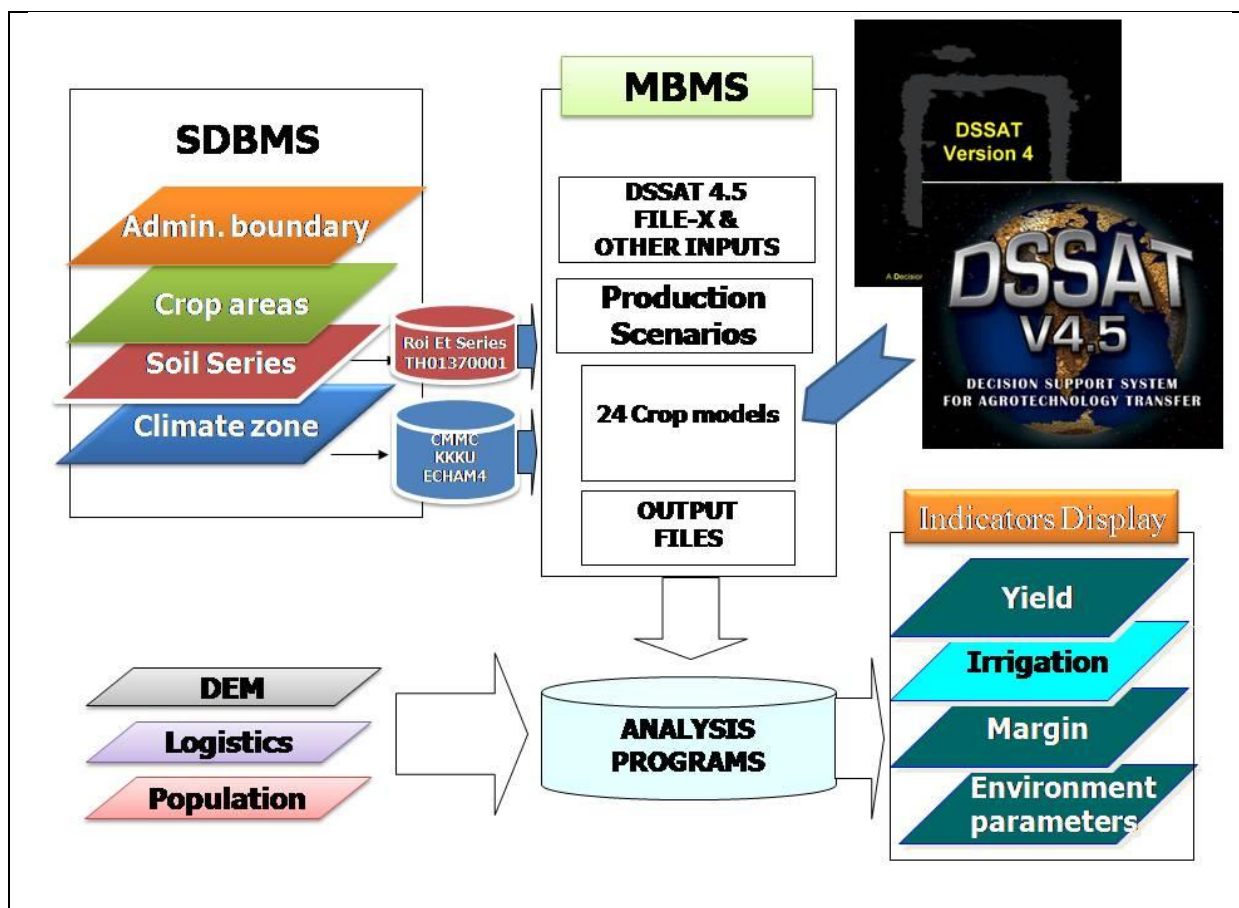 SDBMS
Admin. boundary
Crop areas
Soil Series
Climate zone
Roi Et Series
TH01370001
CMMC
KKKU
ECHAM4
MBMS
DSSAT 4.5
FILE-X &
OTHER INPUTS
Production
Scenarios
24 Crop models
OUTPUT
FILES
DSSAT
Version 4
A Decision
DSSAT
V4.5
DECISION SUPPORT SYSTEM
FOR AGROTECHNOLOGY TRANSFER
DEM
Logistics
Population
ANALYSIS
PROGRAMS
Indicators Display
Yield
Irrigation
Margin
Environment
parameters